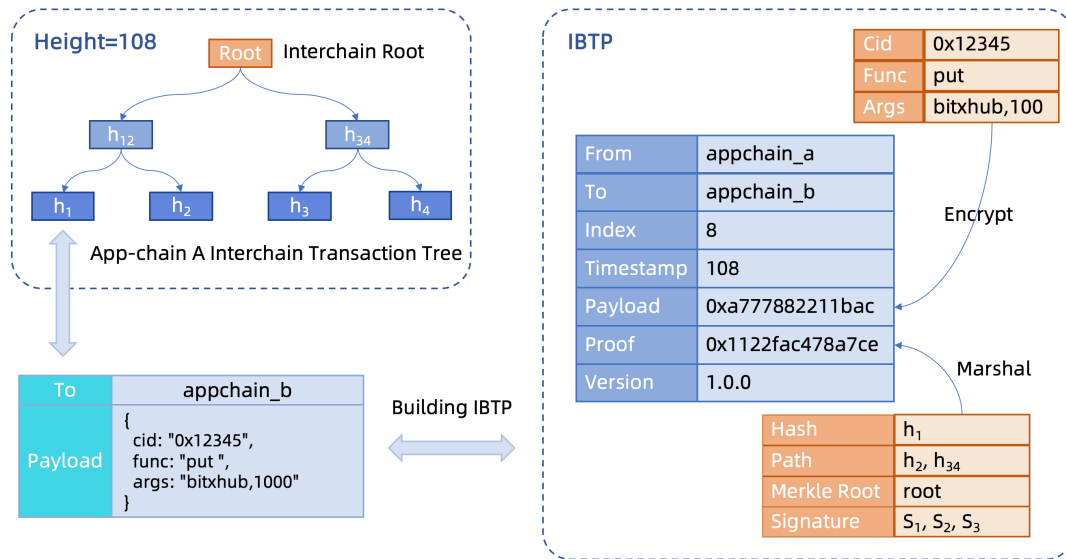 Height=108
Root
Interchain Root
h12
h34
h1
h2
h3
h4
App-chain A Interchain Transaction Tree
To
appchain_b
Payload
{
cid: "0x12345",
func: "put ",
args: "bitxhub,1000"
}
Building IBTP
IBTP
Cid 0x12345
Func put
Args bitxhub,100
From appchain_a
To appchain_b
Index 8
Timestamp 108
Payload 0xa777882211bac
Proof 0x1122fac478a7ce
Version 1.0.0
Encrypt
Marshal
Hash h1
Path h2, h34
Merkle Root root
Signature S1, S2, S3